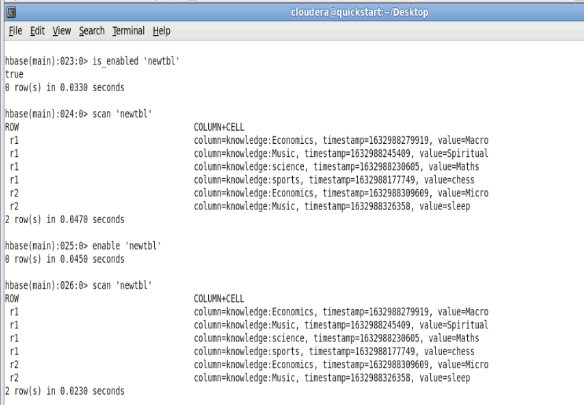 cloudera@quickstart:~/Desktop
File Edit View Search Terminal Help
hbase(main):023:0> is_enabled 'newtbl'
true
0 row(s) in 0.0330 seconds
hbase(main):024:0> scan 'newtbl'
ROW COLUMN+CELL
r1 column=knowledge:Economics, timestamp=1632988279919, value=Macro
r1 column=knowledge:Music, timestamp=1632988245409, value=Spiritual
r1 column=knowledge:science, timestamp=1632988230605, value=Maths
r1 column=knowledge:sports, timestamp=1632988177749, value=chess
r2 column=knowledge:Economics, timestamp=1632988309609, value=Micro
r2 column=knowledge:Music, timestamp=1632988326358, value=sleep
2 row(s) in 0.0470 seconds
hbase(main):025:0> enable 'newtbl'
0 row(s) in 0.0450 seconds
hbase(main):026:0> scan 'newtbl'
ROW COLUMN+CELL
r1 column=knowledge:Economics, timestamp=1632988279919, value=Macro
r1 column=knowledge:Music, timestamp=1632988245409, value=Spiritual
r1 column=knowledge:science, timestamp=1632988230605, value=Maths
r1 column=knowledge:sports, timestamp=1632988177749, value=chess
r2 column=knowledge:Economics, timestamp=1632988309609, value=Micro
r2 column=knowledge:Music, timestamp=1632988326358, value=sleep
2 row(s) in 0.0230 seconds